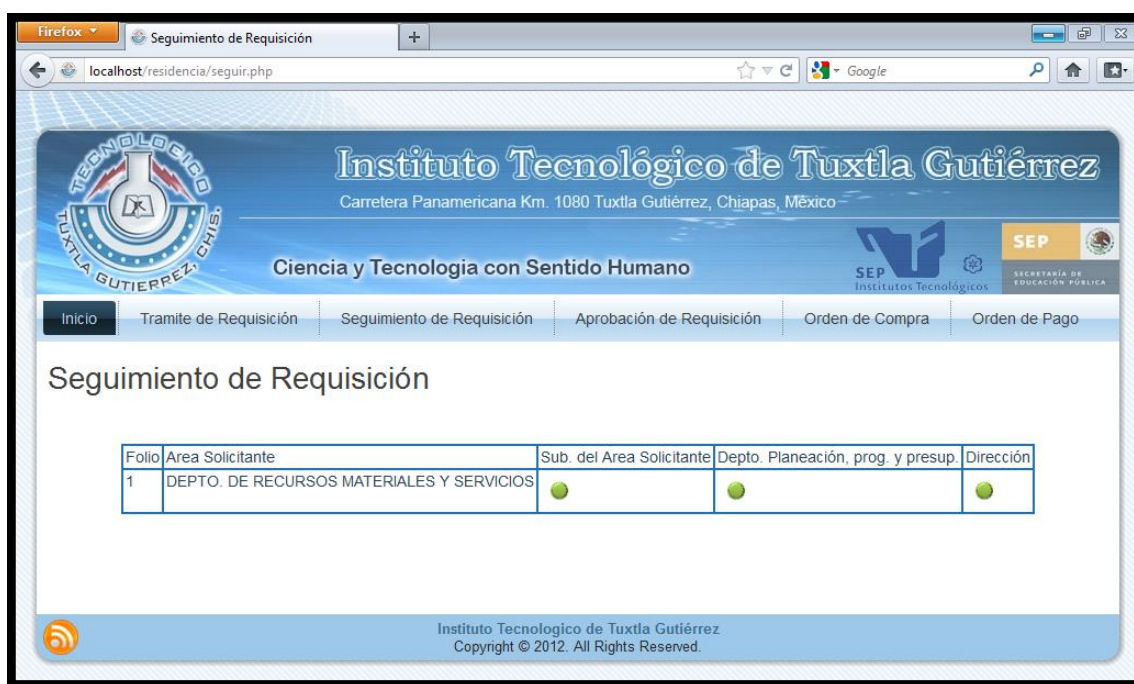 Firefox
Seguimiento de Requisición
localhost/residencia/seguir.php
Google
TECNOLOGICO
TUXTLA GUTIERREZ, CHIS.
Instituto Tecnológico de Tuxtla Gutiérrez
Carretera Panamericana Km. 1080 Tuxtla Gutiérrez, Chiapas, México
Ciencia y Tecnologia con Sentido Humano
SEP
Institutos Tecnológicos
SEP
SECRETARÍA DE
EDUCACIÓN PÚBLICA
Inicio Tramite de Requisición Seguimiento de Requisición Aprobación de Requisición Orden de Compra Orden de Pago
Seguimiento de Requisición
Folio Area Solicitante Sub. del Area Solicitante Depto. Planeación, prog. y presup. Dirección
1 DEPTO. DE RECURSOS MATERIALES Y SERVICIOS
Instituto Tecnologico de Tuxtla Gutiérrez
Copyright © 2012. All Rights Reserved.